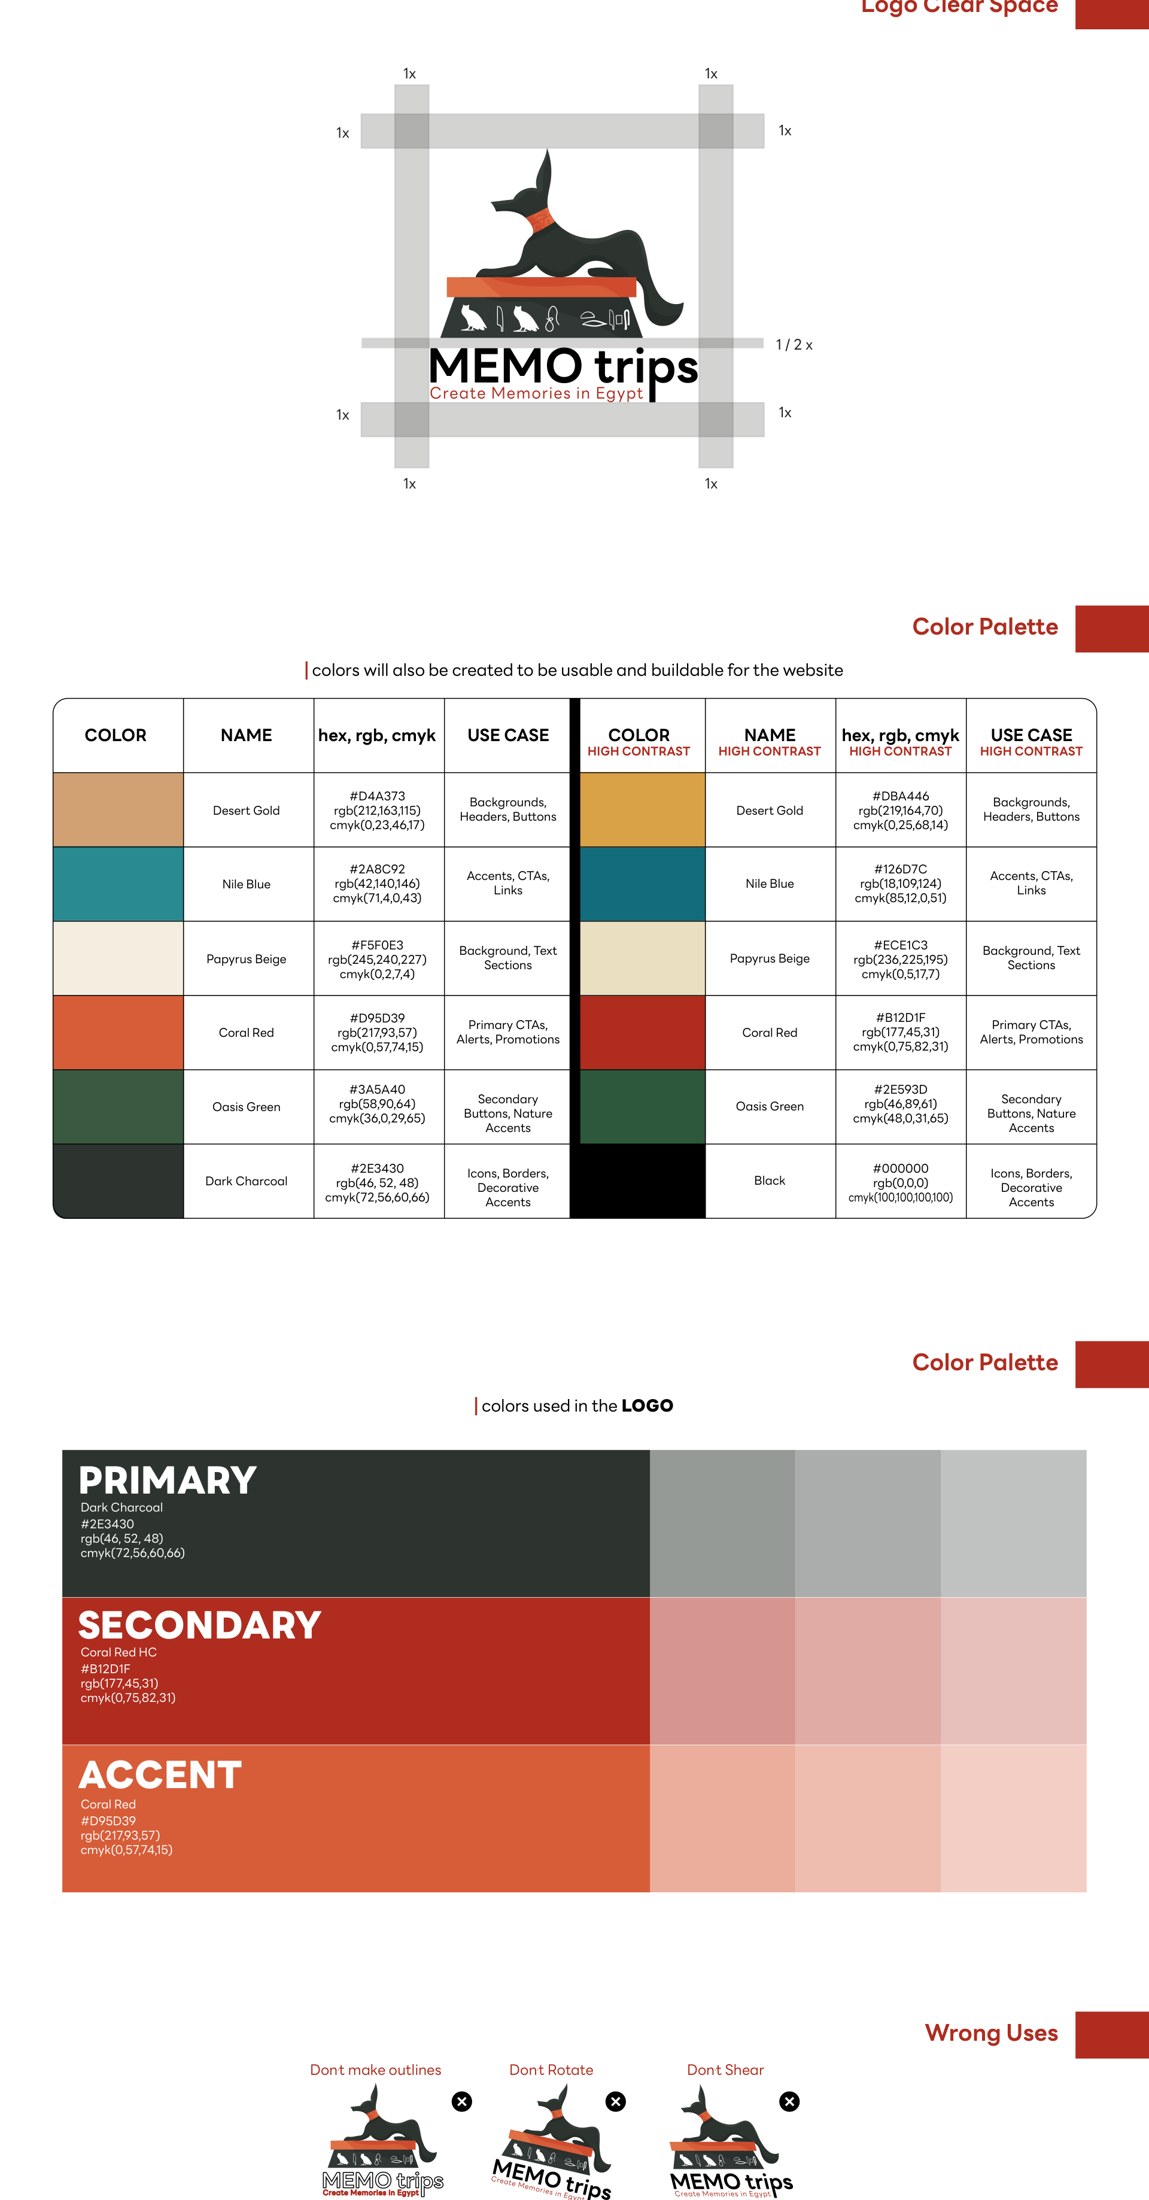 Logo Clear Space
1x
1x
1x
1x
MEMO trips
Create Memories in Egypt
1 / 2 x
1x
1x
1x
1x
Color Palette
colors will also be created to be usable and buildable for the website
COLOR
NAME
hex, rgb, cmyk
USE CASE
COLOR
HIGH CONTRAST
NAME
HIGH CONTRAST
hex, rgb, cmyk
HIGH CONTRAST
USE CASE
HIGH CONTRAST
Desert Gold
#D4A373
rgb(212,163,115)
cmyk(0,23,46,17)
Backgrounds,
Headers, Buttons
Desert Gold
#DBA446
rgb(219,164,70)
cmyk(0,25,68,14)
Backgrounds,
Headers, Buttons
Nile Blue
#2A8C92
rgb(42,140,146)
cmyk(71,4,0,43)
Accents, CTAs,
Links
Nile Blue
#126D7C
rgb(18,109,124)
cmyk(85,12,0,51)
Accents, CTAs,
Links
Papyrus Beige
#F5F0E3
rgb(245,240,227)
cmyk(0,2,7,4)
Background, Text
Sections
Papyrus Beige
#ECE1C3
rgb(236,225,195)
cmyk(0,5,17,7)
Background, Text
Sections
Coral Red
#D95D39
rgb(217,93,57)
cmyk(0,57,74,15)
Primary CTAs,
Alerts, Promotions
Coral Red
#B12D1F
rgb(177,45,31)
cmyk(0,75,82,31)
Primary CTAs,
Alerts, Promotions
Oasis Green
#3A5A40
rgb(58,90,64)
cmyk(36,0,29,65)
Secondary
Buttons, Nature
Accents
Oasis Green
#2E593D
rgb(46,89,61)
cmyk(48,0,31,65)
Secondary
Buttons, Nature
Accents
Dark Charcoal
#2E3430
rgb(46, 52, 48)
cmyk(72,56,60,66)
Icons, Borders,
Decorative
Accents
Black
#000000
rgb(0,0,0)
cmyk(100,100,100,100)
Icons, Borders,
Decorative
Accents
Color Palette
colors used in the LOGO
PRIMARY
Dark Charcoal
#2E3430
rgb(46, 52, 48)
cmyk(72,56,60,66)
SECONDARY
Coral Red HC
#B12D1F
rgb(177,45,31)
cmyk(0,75,82,31)
ACCENT
Coral Red
#D95D39
rgb(217,93,57)
cmyk(0,57,74,15)
Wrong Uses
Dont make outlines
Dont Rotate
Dont Shear
MEMO trips
Create Memories in Egypt
MEMO trips
Create Memories in Egypt
MEMO trips
Create Memories in Egypt